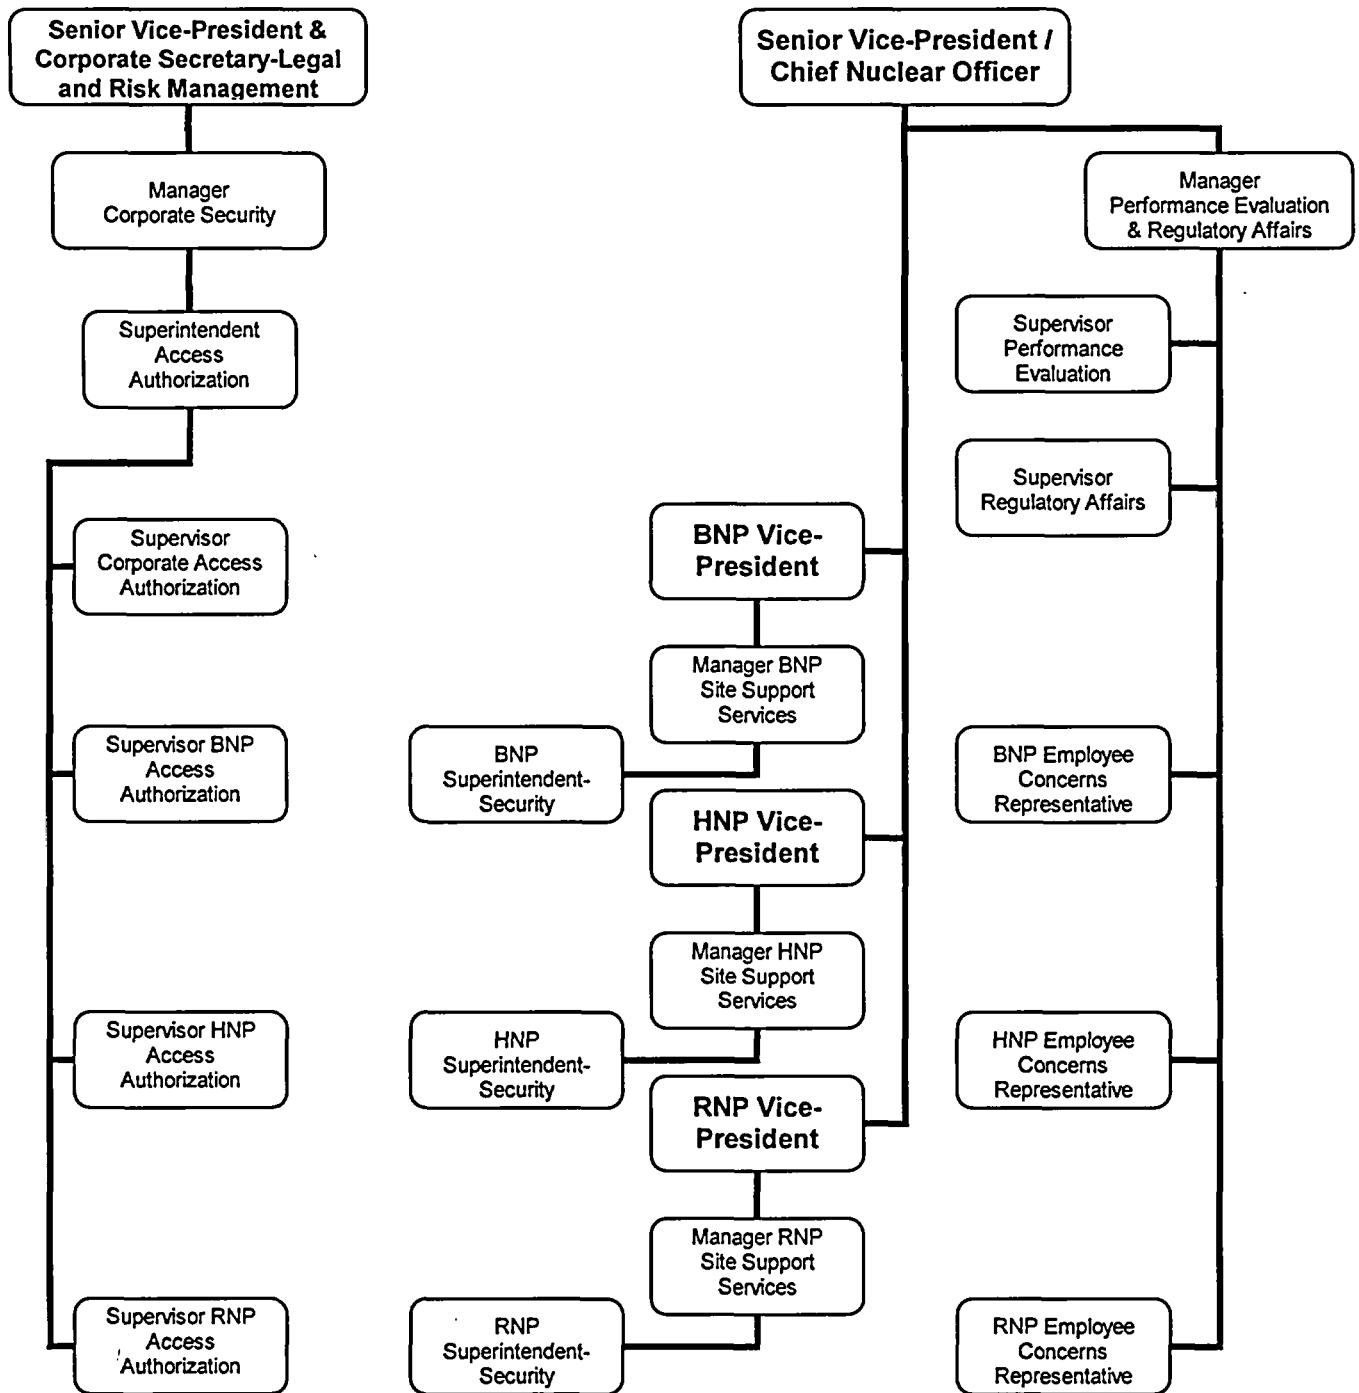 Senior Vice-President &
Corporate Secretary-Legal
and Risk Management
Manager
Corporate Security
Superintendent
Access
Authorization
Supervisor
Corporate Access
Authorization
Supervisor BNP
Access
Authorization
Supervisor HNP
Access
Authorization
Supervisor RNP
Access
Authorization
Senior Vice-President /
Chief Nuclear Officer
BNP Vice-
President
Manager BNP
Site Support
Services
BNP
Superintendent-
Security
HNP Vice-
President
Manager HNP
Site Support
Services
HNP
Superintendent-
Security
RNP Vice-
President
Manager RNP
Site Support
Services
RNP
Superintendent-
Security
Manager
Performance Evaluation
& Regulatory Affairs
Supervisor
Performance
Evaluation
Supervisor
Regulatory Affairs
BNP Employee
Concerns
Representative
HNP Employee
Concerns
Representative
RNP Employee
Concerns
Representative